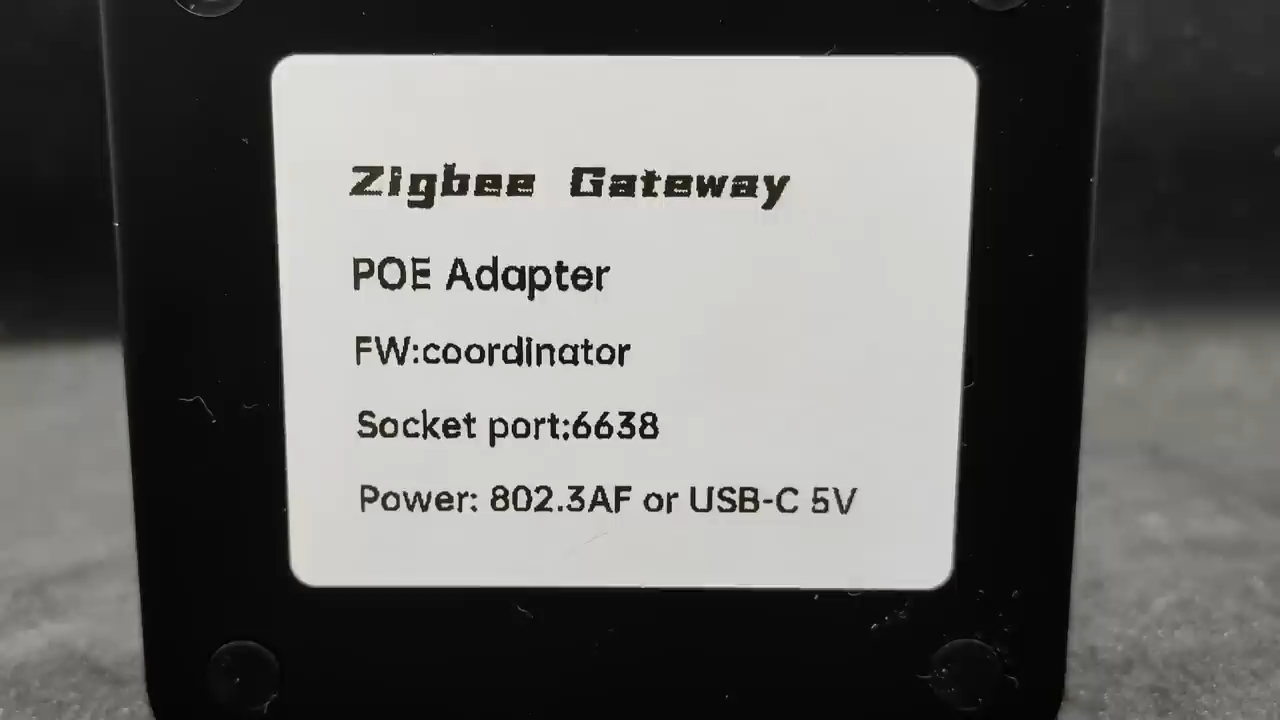 Zigbee Gateway
POE Adapter
FW:coordinator
Socket port:6638
Power: 802.3AF or USB-C 5V